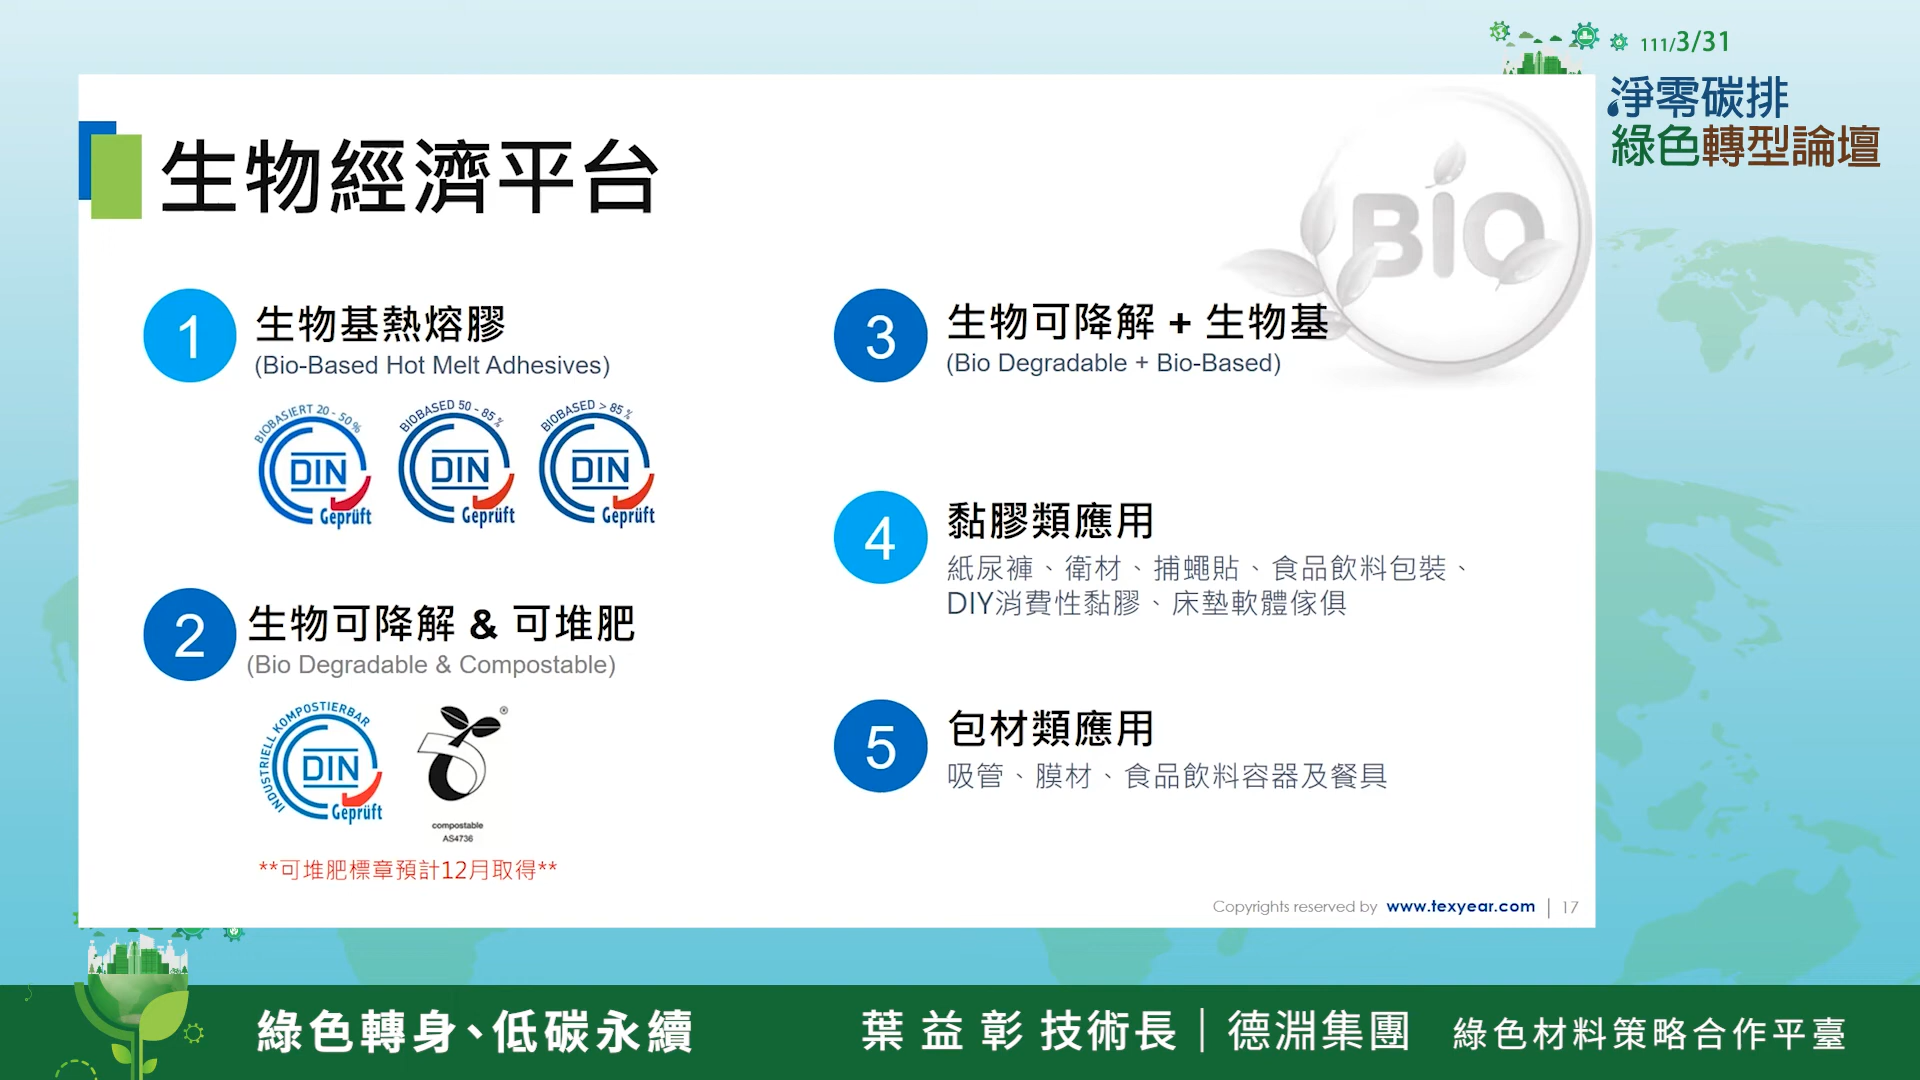 111/3/31
淨零碳排
綠色轉型論壇
生物經濟平台
BIO
1
生物基熱熔膠
(Bio-Based Hot Melt Adhesives)
BIOBASIERT 20 - 50 %
DIN
Geprüft
BIOBASED 50 - 85 %
DIN
Geprüft
BIOBASED > 85 %
DIN
Geprüft
2
生物可降解 & 可堆肥
(Bio Degradable & Compostable)
INDUSTRIELL KOMPOSTIERBAR
DIN
Geprüft
®
compostable
AS4736
**可堆肥標章預計12月取得**
3
生物可降解 + 生物基
(Bio Degradable + Bio-Based)
4
黏膠類應用
紙尿褲、衛材、捕蠅貼、食品飲料包裝、
DIY消費性黏膠、床墊軟體傢俱
5
包材類應用
吸管、膜材、食品飲料容器及餐具
Copyrights reserved by www.texyear.com | 17
綠色轉身、低碳永續
葉益彰 技術長｜德淵集團 綠色材料策略合作平臺